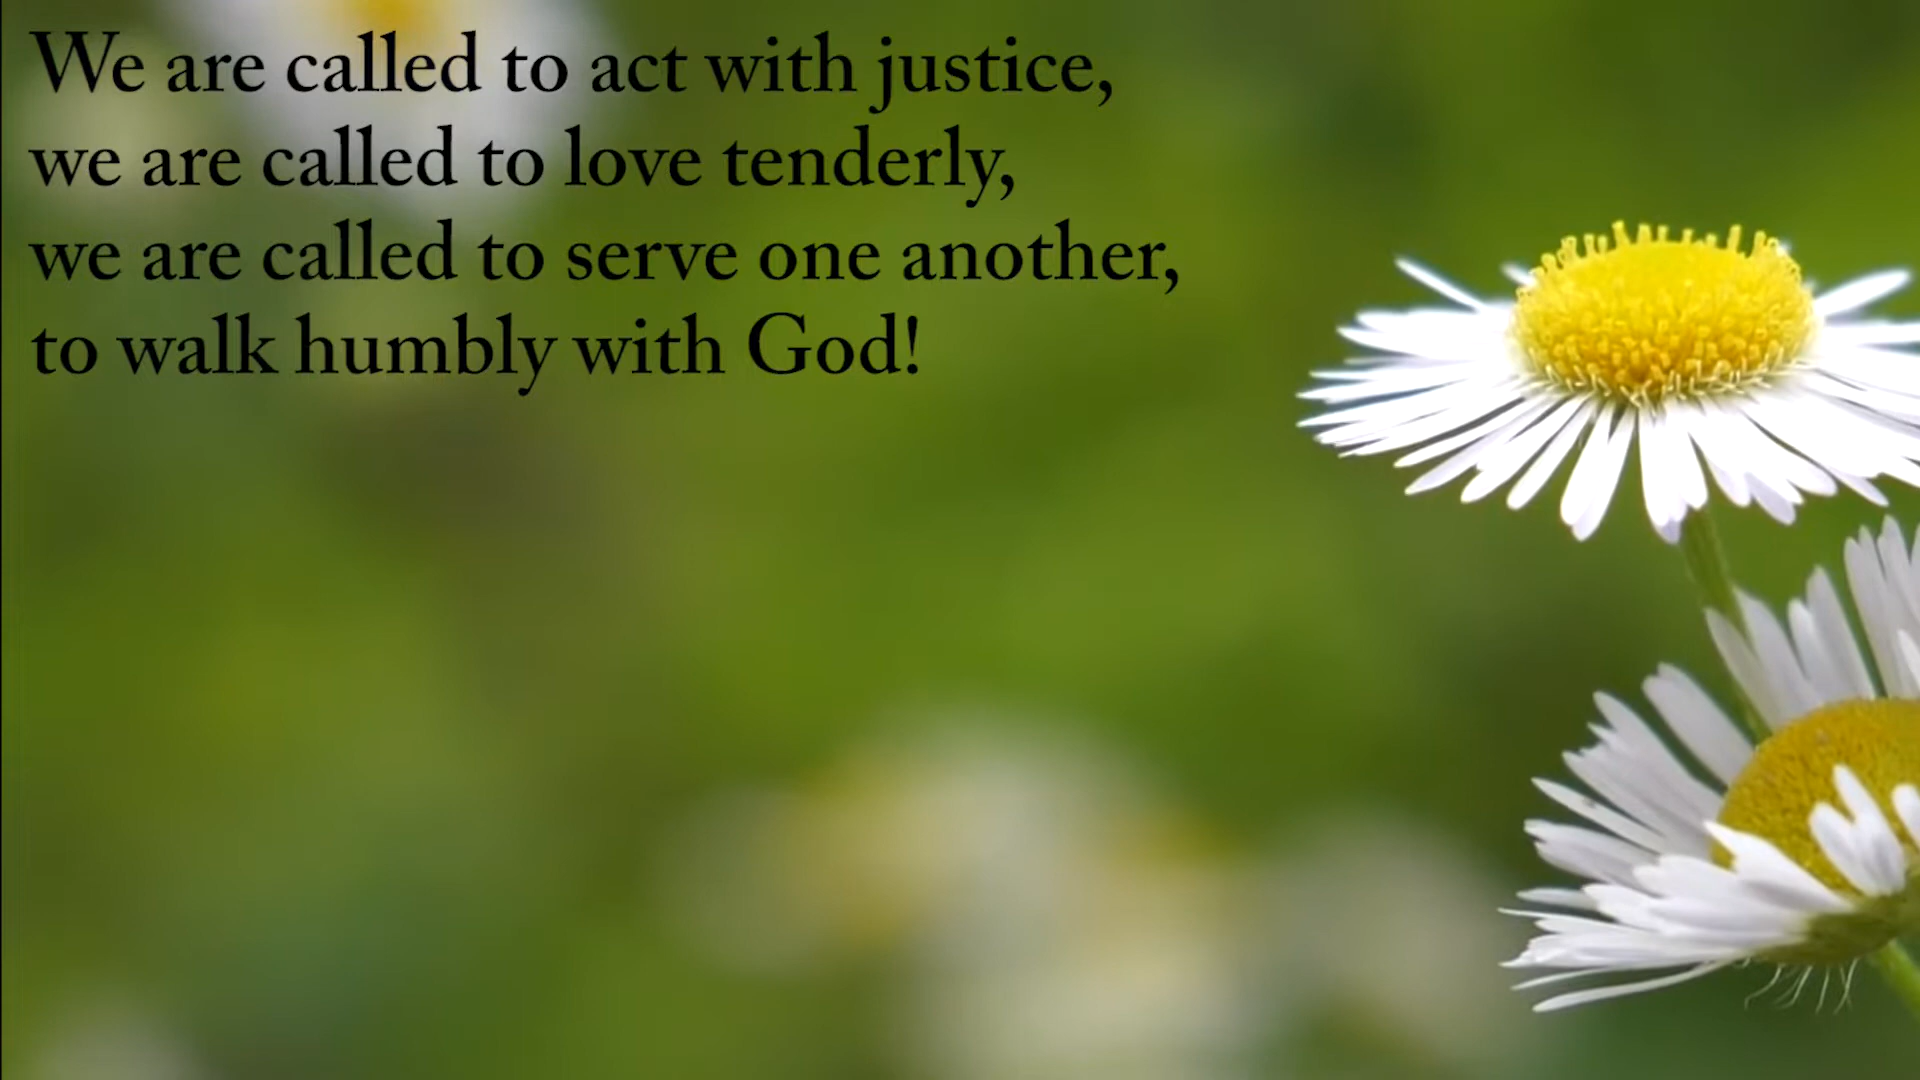 We are called to act with justice,
we are called to love tenderly,
we are called to serve one another,
to walk humbly with God!